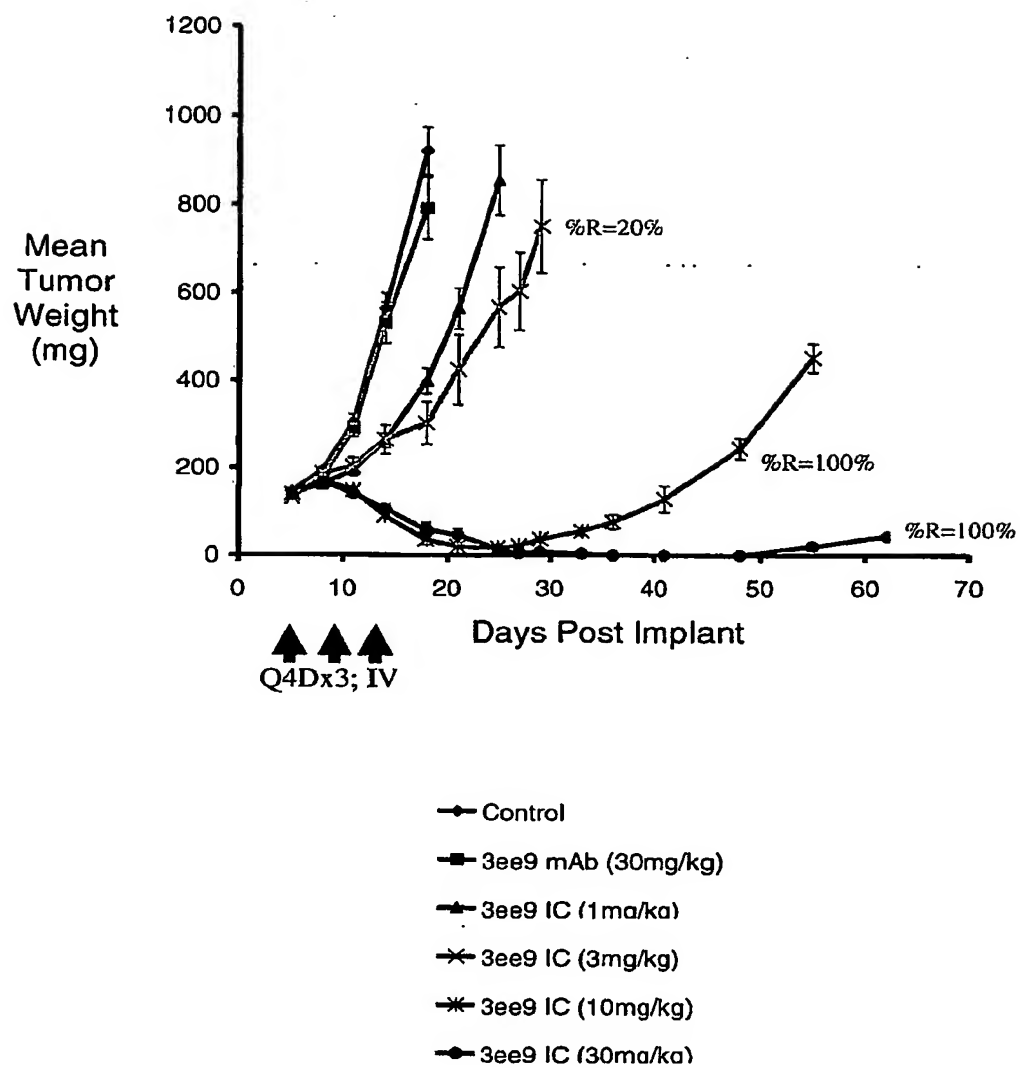 1200
1000
800
600
400
200
0
Mean
Tumor
Weight
(mg)
%R=20%
%R=100%
%R=100%
0 10 20 30 40 50 60 70
Days Post Implant
Q4Dx3; IV
Control
3ee9 mAb (30mg/kg)
3ee9 IC (1mg/kg)
3ee9 IC (3mg/kg)
3ee9 IC (10mg/kg)
3ee9 IC (30mg/kg)